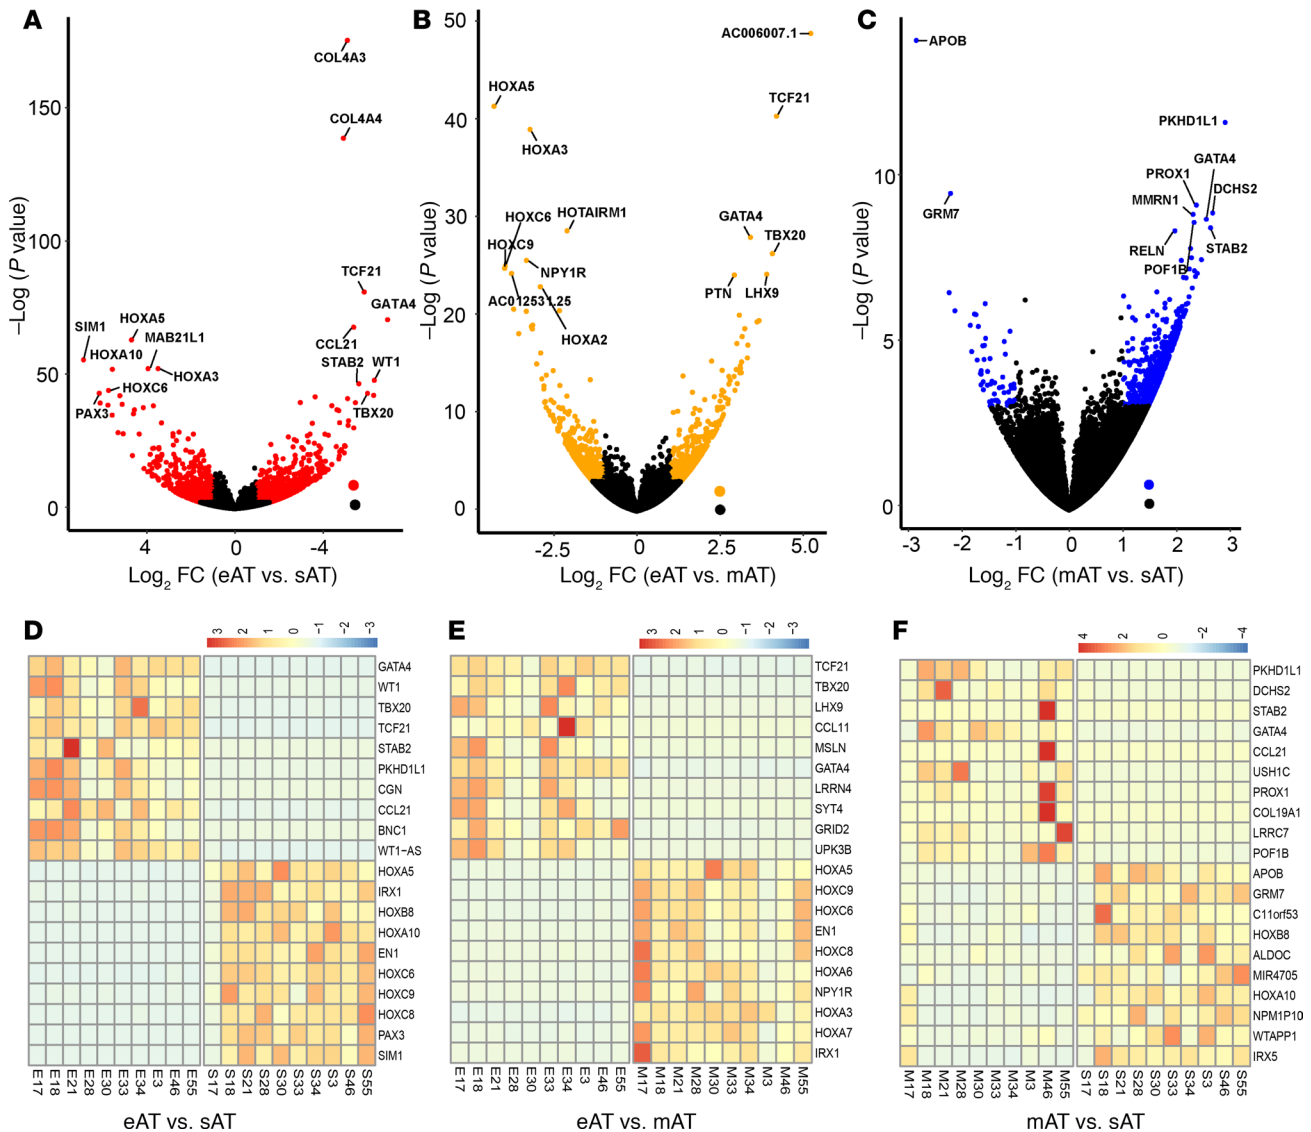 A
B
C
COL4A3
COL4A4
TCF21
GATA4
CCL21
STAB2
WT1
TBX20
SIM1
HOXA5
MAB21L1
HOXA10
HOXA3
HOXC6
PAX3
−Log (P value)
150
100
50
0
4
0
-4
Log2 FC (eAT vs. sAT)
AC006007.1
HOXA5
TCF21
HOXA3
HOXC6
HOTAIRM1
GATA4
TBX20
HOXC9
NPY1R
PTN
LHX9
AC012531.25
HOXA2
−Log (P value)
50
40
30
20
10
0
-2.5
0
2.5
5.0
Log2 FC (eAT vs. mAT)
APOB
PKHD1L1
GATA4
PROX1
DCHS2
MMRN1
GRM7
RELN
STAB2
POF1B
−Log (P value)
10
5
0
-3
-2
-1
0
1
2
3
Log2 FC (mAT vs. sAT)
D
3
2
1
0
-1
-2
-3
GATA4
WT1
TBX20
TCF21
STAB2
PKHD1L1
CGN
CCL21
BNC1
WT1−AS
HOXA5
IRX1
HOXB8
HOXA10
EN1
HOXC6
HOXC9
HOXC8
PAX3
SIM1
E17 E18 E21 E28 E30 E33 E34 E3 E46 E55 S17 S18 S21 S28 S30 S33 S34 S3 S46 S55
eAT vs. sAT
E
3
2
1
0
-1
-2
-3
TCF21
TBX20
LHX9
CCL11
MSLN
GATA4
LRRN4
SYT4
GRID2
UPK3B
HOXA5
HOXC9
HOXC6
EN1
HOXC8
HOXA6
NPY1R
HOXA3
HOXA7
IRX1
E17 E18 E21 E28 E30 E33 E34 E3 E46 E55 M17 M18 M21 M28 M30 M33 M34 M3 M46 M55
eAT vs. mAT
F
4
2
0
-2
-4
PKHD1L1
DCHS2
STAB2
GATA4
CCL21
USH1C
PROX1
COL19A1
LRRC7
POF1B
APOB
GRM7
C11orf53
HOXB8
ALDOC
MIR4705
HOXA10
NPM1P10
WTAPP1
IRX5
M17 M18 M21 M28 M30 M33 M34 M3 M46 M55 S17 S18 S21 S28 S30 S33 S34 S3 S46 S55
mAT vs. sAT